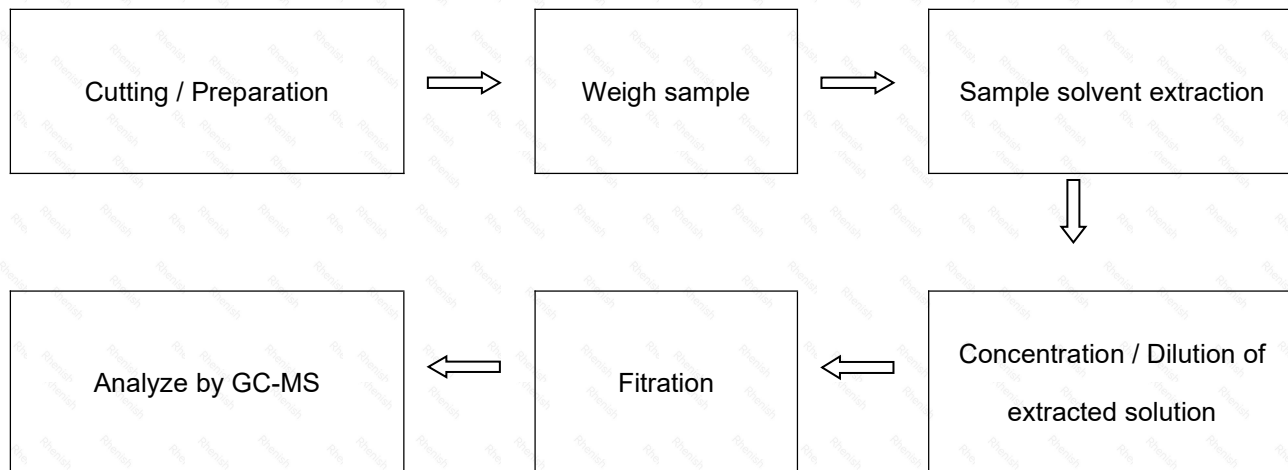 Cutting / Preparation
Weigh sample
Sample solvent extraction
Concentration / Dilution of
extracted solution
Fitration
Analyze by GC-MS